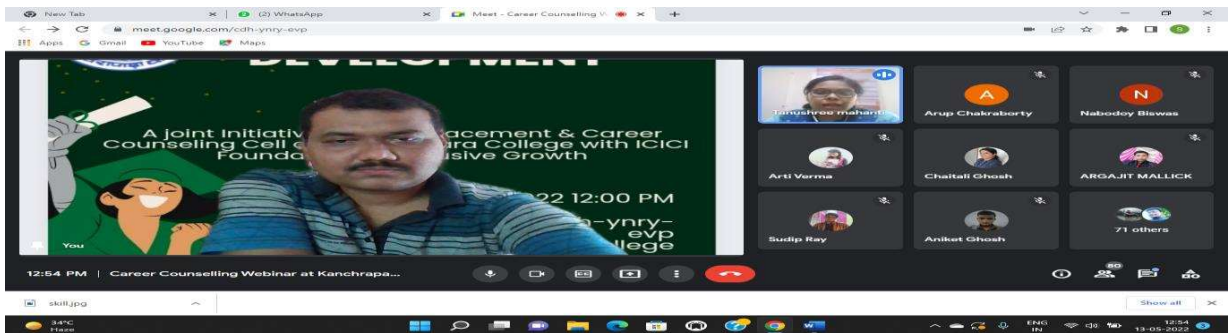 New Tab
(2) WhatsApp
Meet - Career Counselling W
meet.google.com/cdh-ynry-evp
Apps
Gmail
YouTube
Maps
DEVELOPMENT
A joint Initiativ
acement & Career
Counseling Cell
ara College with ICICI
Founda
usive Growth
22 12:00 PM
-ynry-
evp
llege
You
Tanushree mahant
Arup Chakraborty
Nabodoy Biswas
Arti Verma
Chaitali Ghosh
ARGAJIT MALLICK
Sudip Ray
Aniket Ghosh
71 others
12:54 PM | Career Counselling Webinar at Kanchrapa...
80
skill.jpg
Show all
34°C
Haze
ENG
IN
12:54
13-05-2022